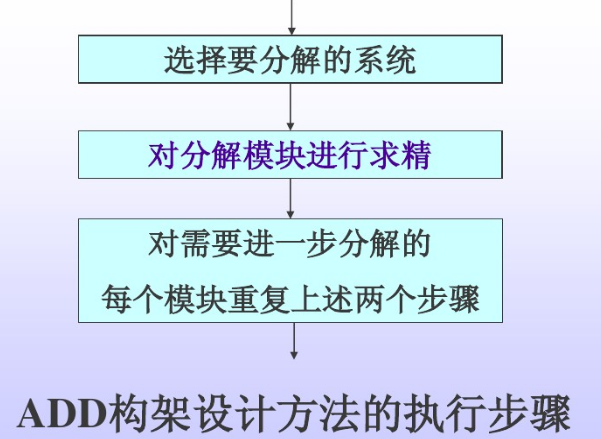 选择要分解的系统
对分解模块进行求精
对需要进一步分解的
每个模块重复上述两个步骤
ADD构架设计方法的执行步骤